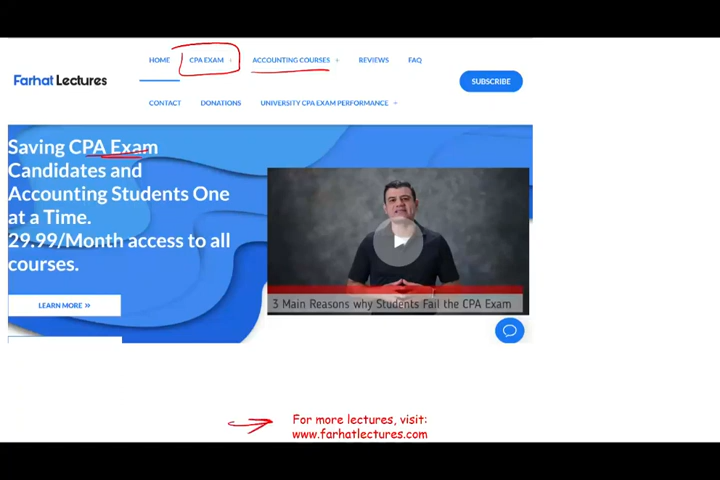 HOME CPA EXAM ACCOUNTING COURSES REVIEWS FAQ
Farhat Lectures
SUBSCRIBE
CONTACT DONATIONS UNIVERSITY CPA EXAM PERFORMANCE
Saving CPA Exam
Candidates and
Accounting Students One
at a Time.
29.99/Month access to all
courses.
LEARN MORE »
3 Main Reasons why Students Fail the CPA Exam
For more lectures, visit:
www.farhatlectures.com